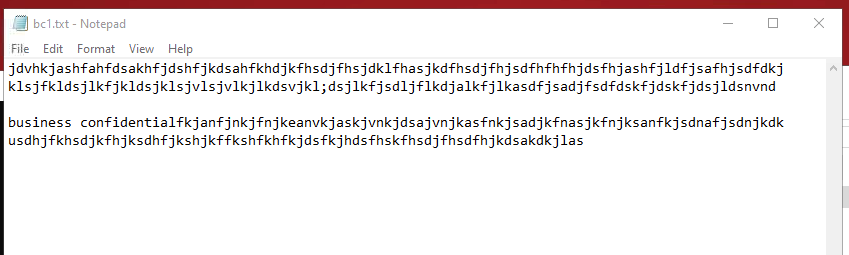 bc1.txt - Notepad
File Edit Format View Help
jdvhkjashfahfdsakhfjdshfjkdsahfkhdjkfhsdjfhsjdklfhasjkdfhsdjfhjsdfhfhfhjdsfhjashfjldfjsafhjsdfdkj
klsjfkldsjlkfjkldsjklsjvlsjvlkjlkdsvjkl;dsjlkfjsdljflkdjalkfjlkasdfjsadjfsdfdskfjdskfjdsjldsnvnd
business confidentialfkjanfjnkjfnjkeanvkjaskjvnkjdsajvnjkasfnkjsadjkfnasjkfnjksanfkjsdnafjsdnjkdk
usdhjfkhsdjkfhjksdhfjkshjkffkshfkhfkjdsfkjhdsfhskfhsdjfhsdfhjkdsakdkjlas